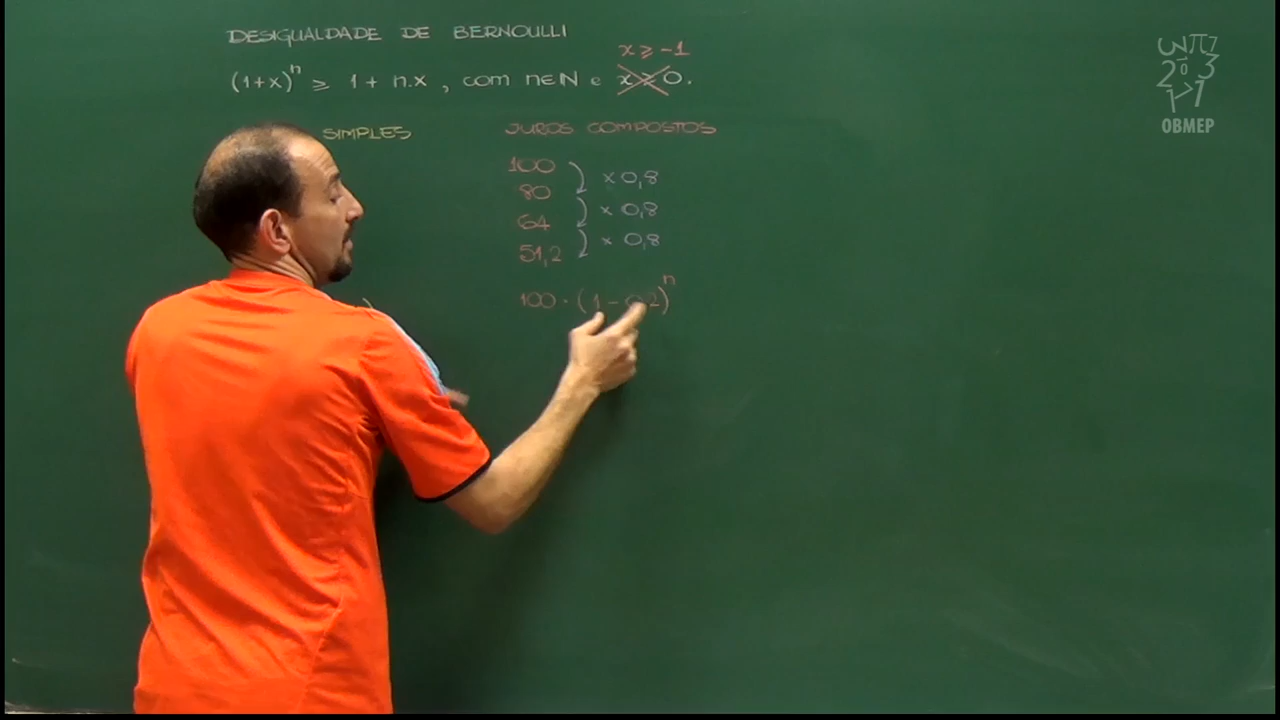 DESIGUALDADE DE BERNOULLI
x ≥ -1
(1+x)ⁿ ≥ 1 + n.x , com n∈ℕ e x ≥ 0.
SIMPLES
JUROS COMPOSTOS
100
x 0,8
80
x 0,8
64
x 0,8
51,2
100 · (1 - 0,2)ⁿ
OBMEP